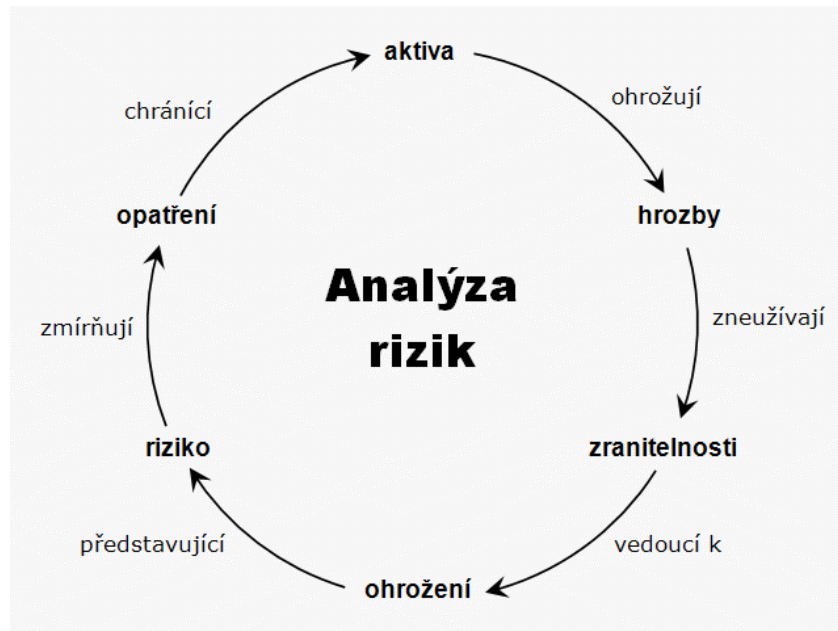 aktiva
ohrožují
hrozby
zneužívají
zranitelnosti
vedoucí k
ohrožení
představující
riziko
zmírňují
opatření
chránící
Analýza
rizik